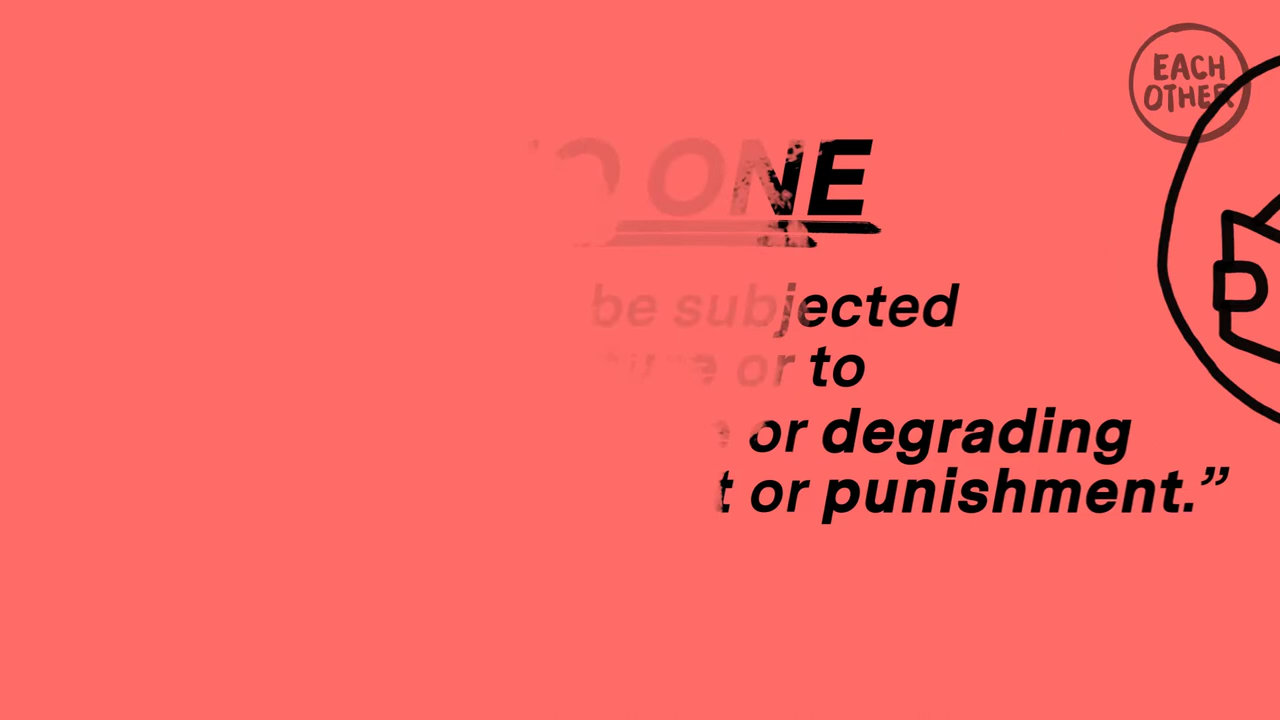 EACH
OTHER
ONE
be subjected
or to
or degrading
or punishment.”